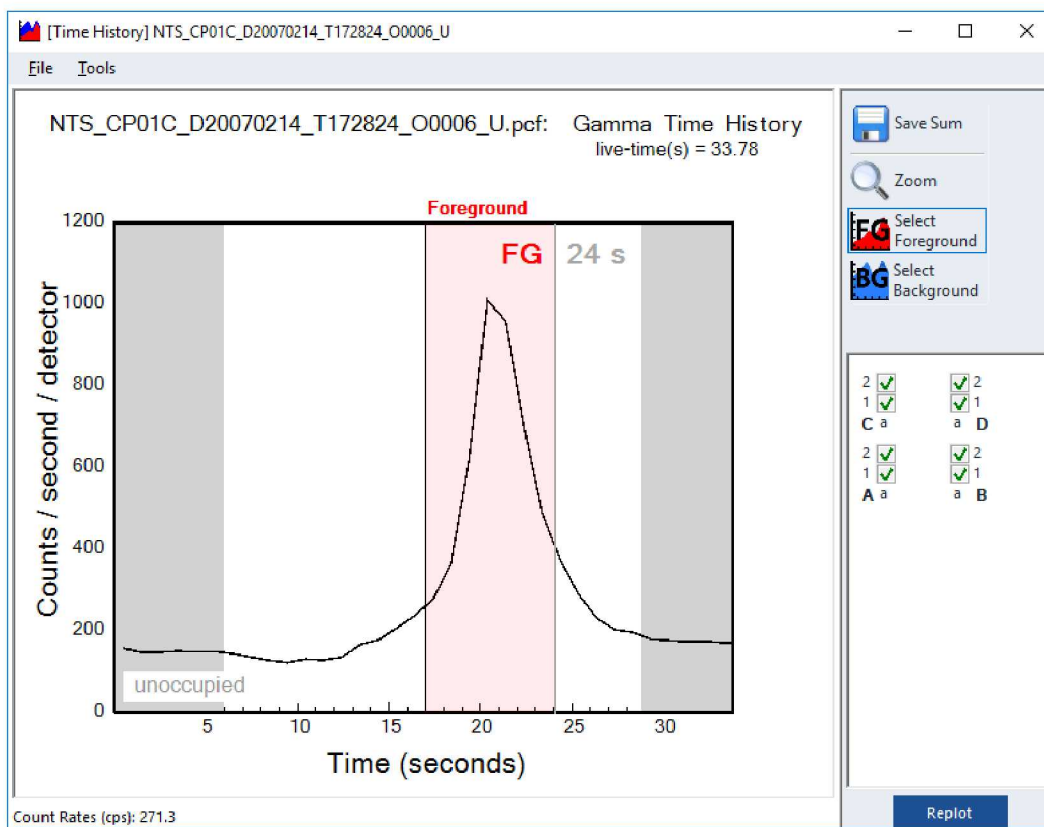 [Time History] NTS_CP01C_D20070214_T172824_O0006_U
File Tools
NTS_CP01C_D20070214_T172824_O0006_U.pcf: Gamma Time History
live-time(s) = 33.78
Foreground
FG 24 s
1200
1000
800
600
400
200
0
Counts / second / detector
unoccupied
5 10 15 20 25 30
Time (seconds)
Count Rates (cps): 271.3
Save Sum
Zoom
FG Select
Foreground
BG Select
Background
2 2
1 1
C a a D
2 2
1 1
A a a B
Replot